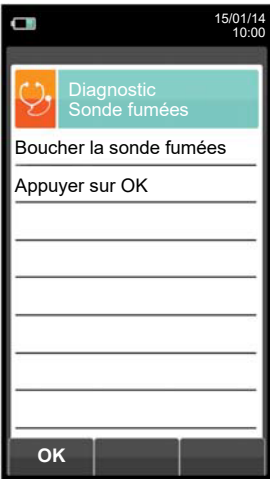 15/01/14
10:00
Diagnostic
Sonde fumées
Boucher la sonde fumées
Appuyer sur OK
OK